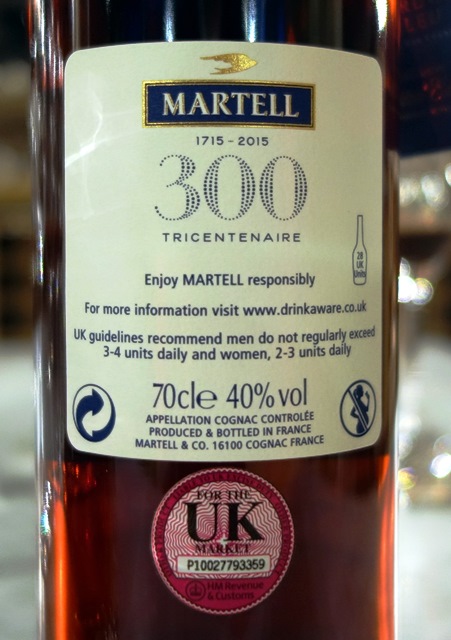 MARTELL
1715 - 2015
300
TRICENTENAIRE
28
UK
Units
Enjoy MARTELL responsibly
For more information visit www.drinkaware.co.uk
UK guidelines recommend men do not regularly exceed
3-4 units daily and women, 2-3 units daily
70cle 40% vol
APPELLATION COGNAC CONTROLÉE
PRODUCED & BOTTLED IN FRANCE
MARTELL & CO. 16100 COGNAC FRANCE
FOR THE
UK
MARKET
P10027793359
HM Revenue
& Customs